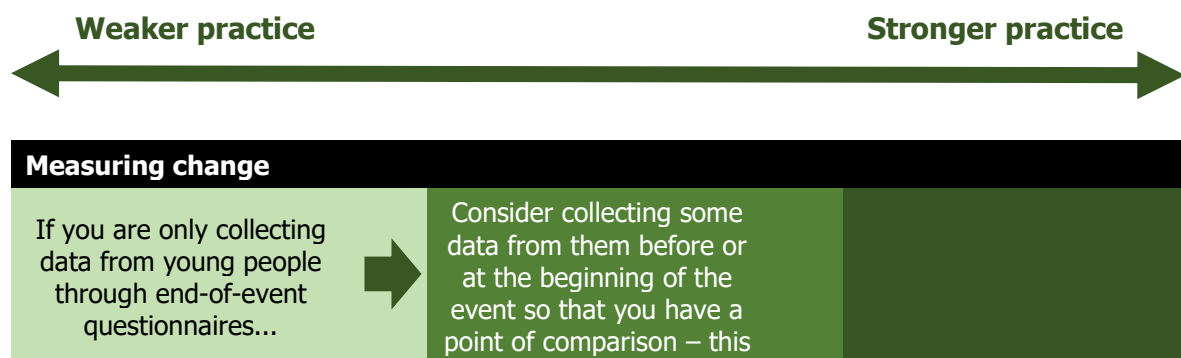 Weaker practice
Stronger practice
Measuring change
If you are only collecting
data from young people
through end-of-event
questionnaires...
Consider collecting some
data from them before or
at the beginning of the
event so that you have a
point of comparison – this